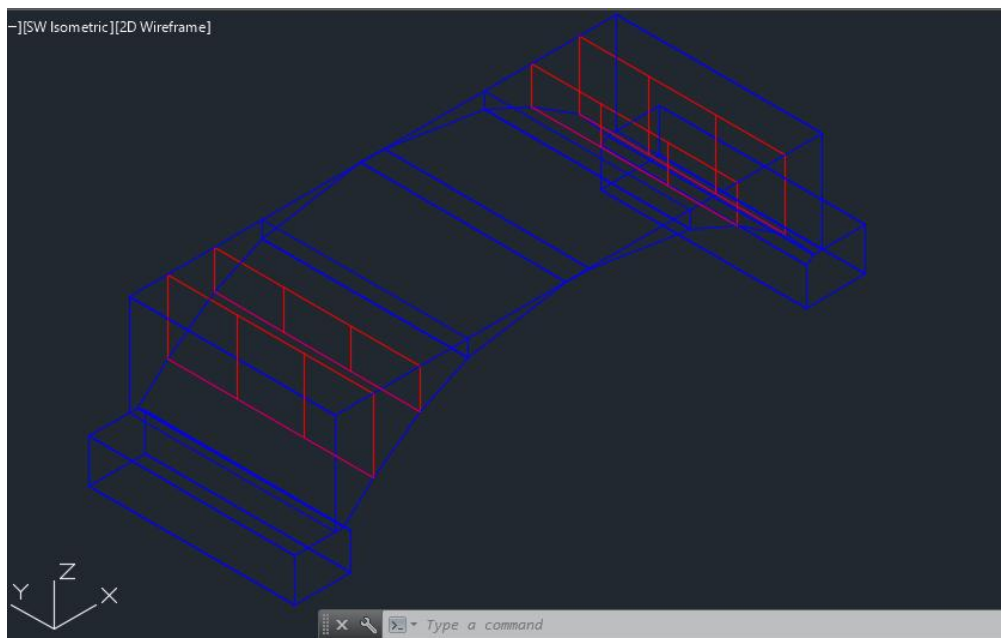 –][SW Isometric][2D Wireframe]
Z
Y
X
Type a command